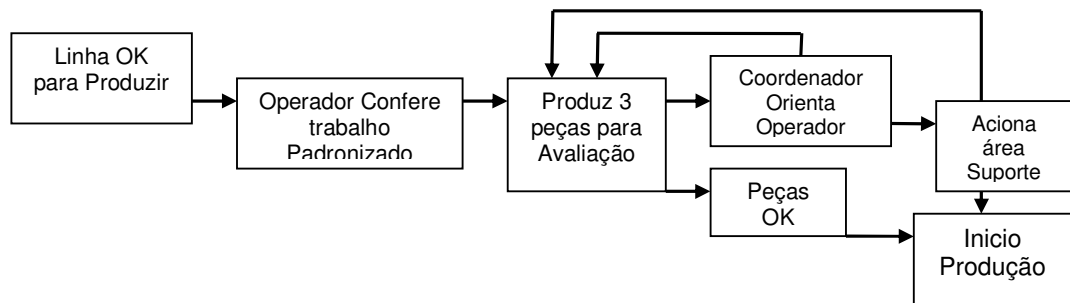 Linha OK
para Produzir
Operador Confere
trabalho
Padronizado
Produz 3
peças para
Avaliação
Coordenador
Orienta
Operador
Aciona
área
Suporte
Peças
OK
Inicio
Produção